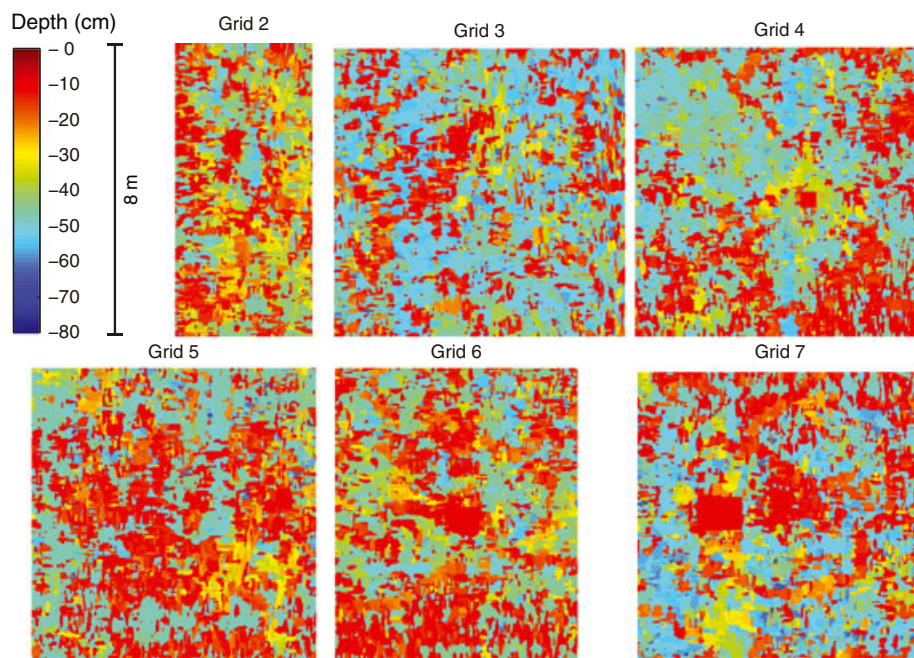 Depth (cm)
Grid 2
Grid 3
Grid 4
– 0
–10
–20
–30
–40
–50
–60
–70
–80
8 m
Grid 5
Grid 6
Grid 7